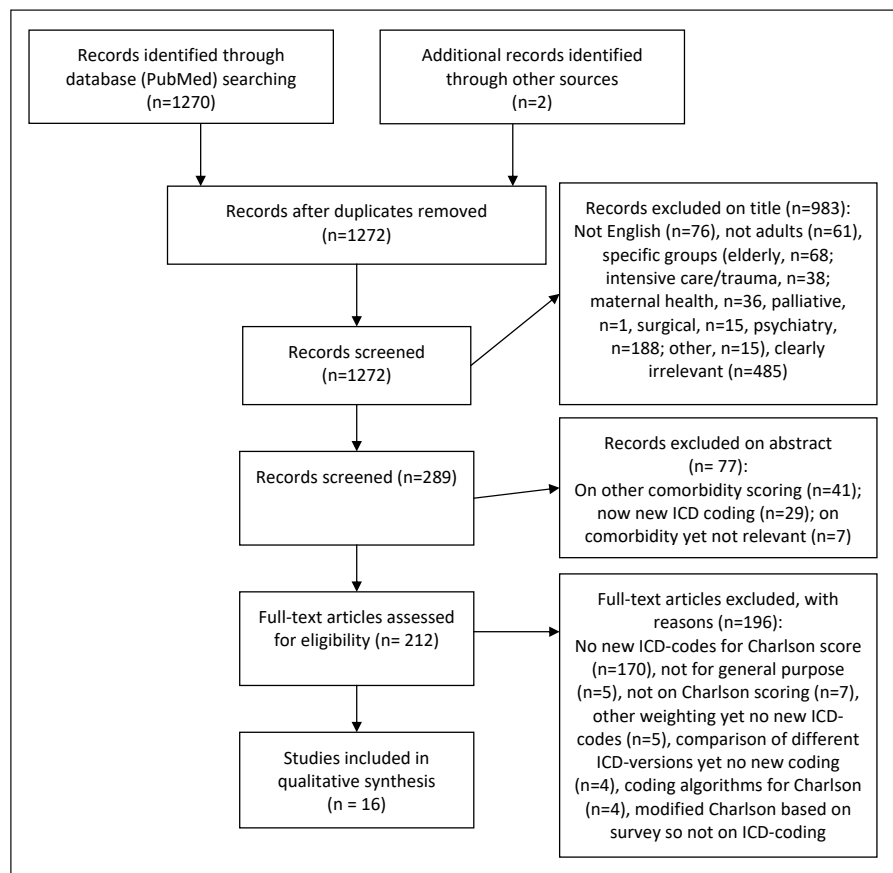 Records identified through
database (PubMed) searching
(n=1270)
Additional records identified
through other sources
(n=2)
Records after duplicates removed
(n=1272)
Records excluded on title (n=983):
Not English (n=76), not adults (n=61),
specific groups (elderly, n=68;
intensive care/trauma, n=38;
maternal health, n=36, palliative,
n=1, surgical, n=15, psychiatry,
n=188; other, n=15), clearly
irrelevant (n=485)
Records screened
(n=1272)
Records screened (n=289)
Records excluded on abstract
(n= 77):
On other comorbidity scoring (n=41);
now new ICD coding (n=29); on
comorbidity yet not relevant (n=7)
Full-text articles assessed
for eligibility (n= 212)
Full-text articles excluded, with
reasons (n=196):
No new ICD-codes for Charlson score
(n=170), not for general purpose
(n=5), not on Charlson scoring (n=7),
other weighting yet no new ICD-
codes (n=5), comparison of different
ICD-versions yet no new coding
(n=4), coding algorithms for Charlson
(n=4), modified Charlson based on
survey so not on ICD-coding
Studies included in
qualitative synthesis
(n = 16)